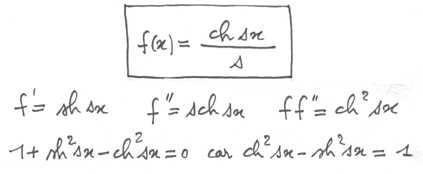 f(x) = ch sx / s
f' = sh sx f'' = s ch sx f f'' = ch² sx
1 + sh² sx - ch² sx = 0 car ch² sx - sh² sx = 1